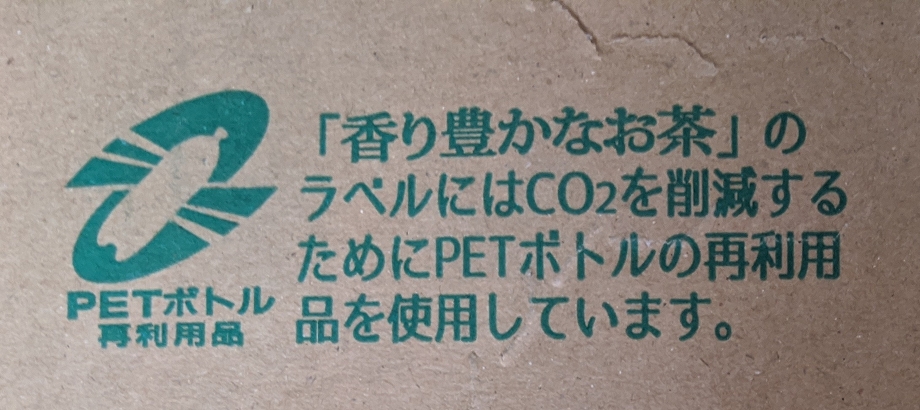 「香り豊かなお茶」の
ラベルにはCO2を削減する
ためにPETボトルの再利用
品を使用しています。
PETボトル
再利用品